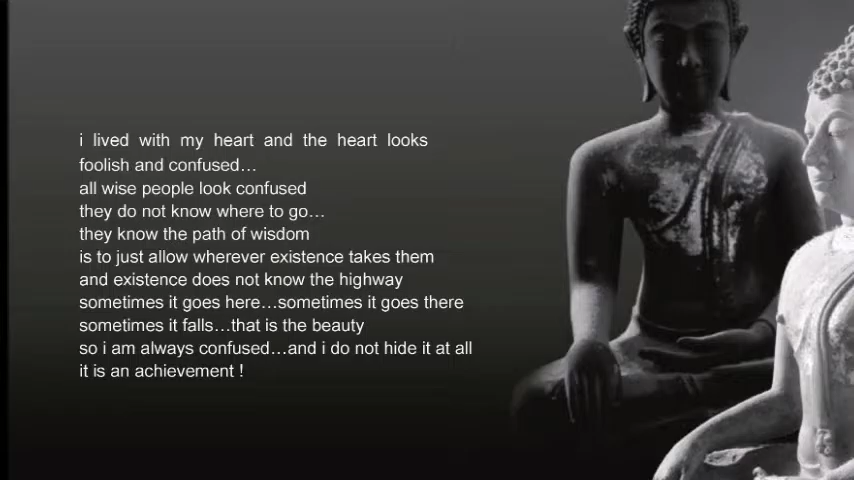 i lived with my heart and the heart looks
foolish and confused…
all wise people look confused
they do not know where to go…
they know the path of wisdom
is to just allow wherever existence takes them
and existence does not know the highway
sometimes it goes here…sometimes it goes there
sometimes it falls…that is the beauty
so i am always confused…and i do not hide it at all
it is an achievement !